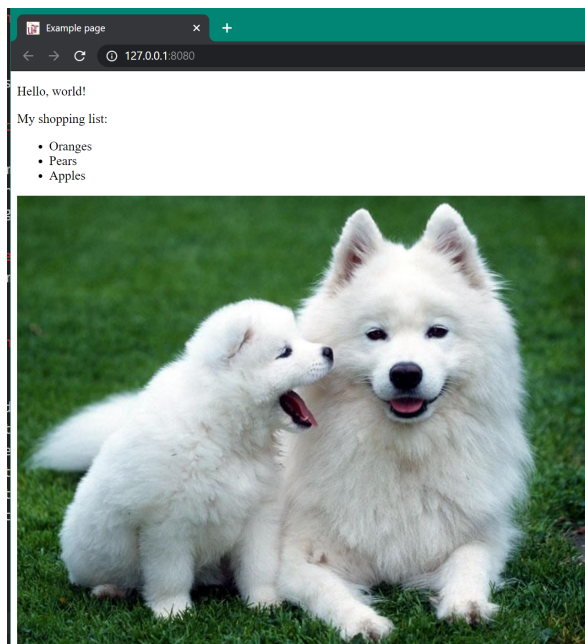 Example page
127.0.0.1:8080
Hello, world!
My shopping list:
Oranges
Pears
Apples